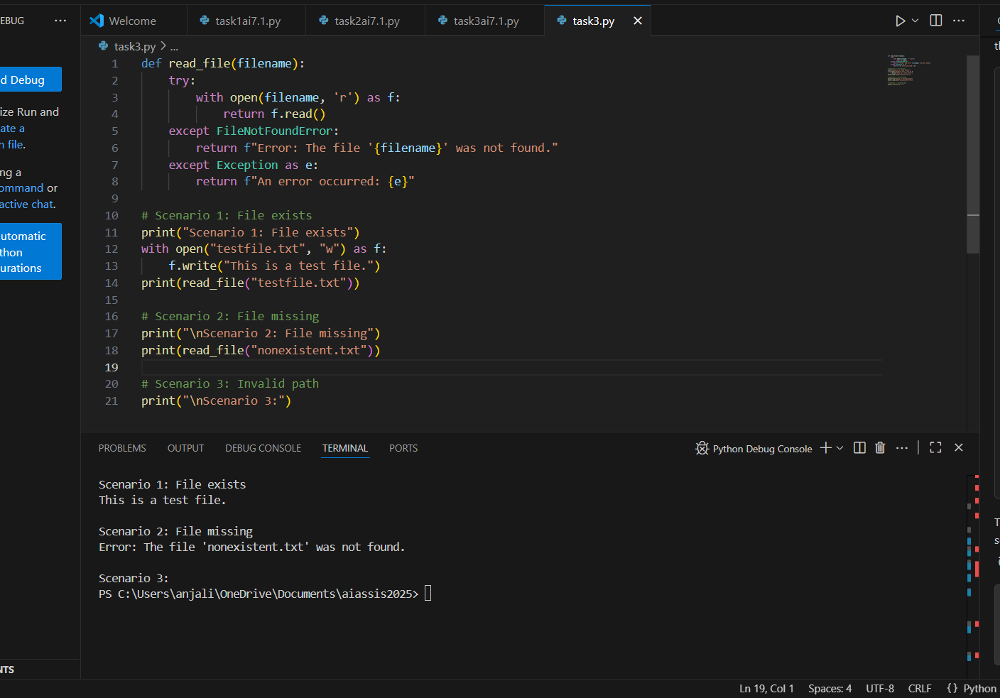 EBUG
···
Welcome
task1ai7.1.py
task2ai7.1.py
task3ai7.1.py
task3.py
task3.py > ...
d Debug
ize Run and
ate a
n file.
ng a
ommand or
active chat.
utomatic
thon
urations
NTS
1 def read_file(filename):
2 try:
3 with open(filename, 'r') as f:
4 return f.read()
5 except FileNotFoundError:
6 return f"Error: The file '{filename}' was not found."
7 except Exception as e:
8 return f"An error occurred: {e}"
9
10 # Scenario 1: File exists
11 print("Scenario 1: File exists")
12 with open("testfile.txt", "w") as f:
13 f.write("This is a test file.")
14 print(read_file("testfile.txt"))
15
16 # Scenario 2: File missing
17 print("\nScenario 2: File missing")
18 print(read_file("nonexistent.txt"))
19
20 # Scenario 3: Invalid path
21 print("\nScenario 3:")
PROBLEMS OUTPUT DEBUG CONSOLE TERMINAL PORTS
Python Debug Console
Scenario 1: File exists
This is a test file.
Scenario 2: File missing
Error: The file 'nonexistent.txt' was not found.
Scenario 3:
PS C:\Users\anjali\OneDrive\Documents\aiassis2025>
Ln 19, Col 1 Spaces: 4 UTF-8 CRLF {} Python